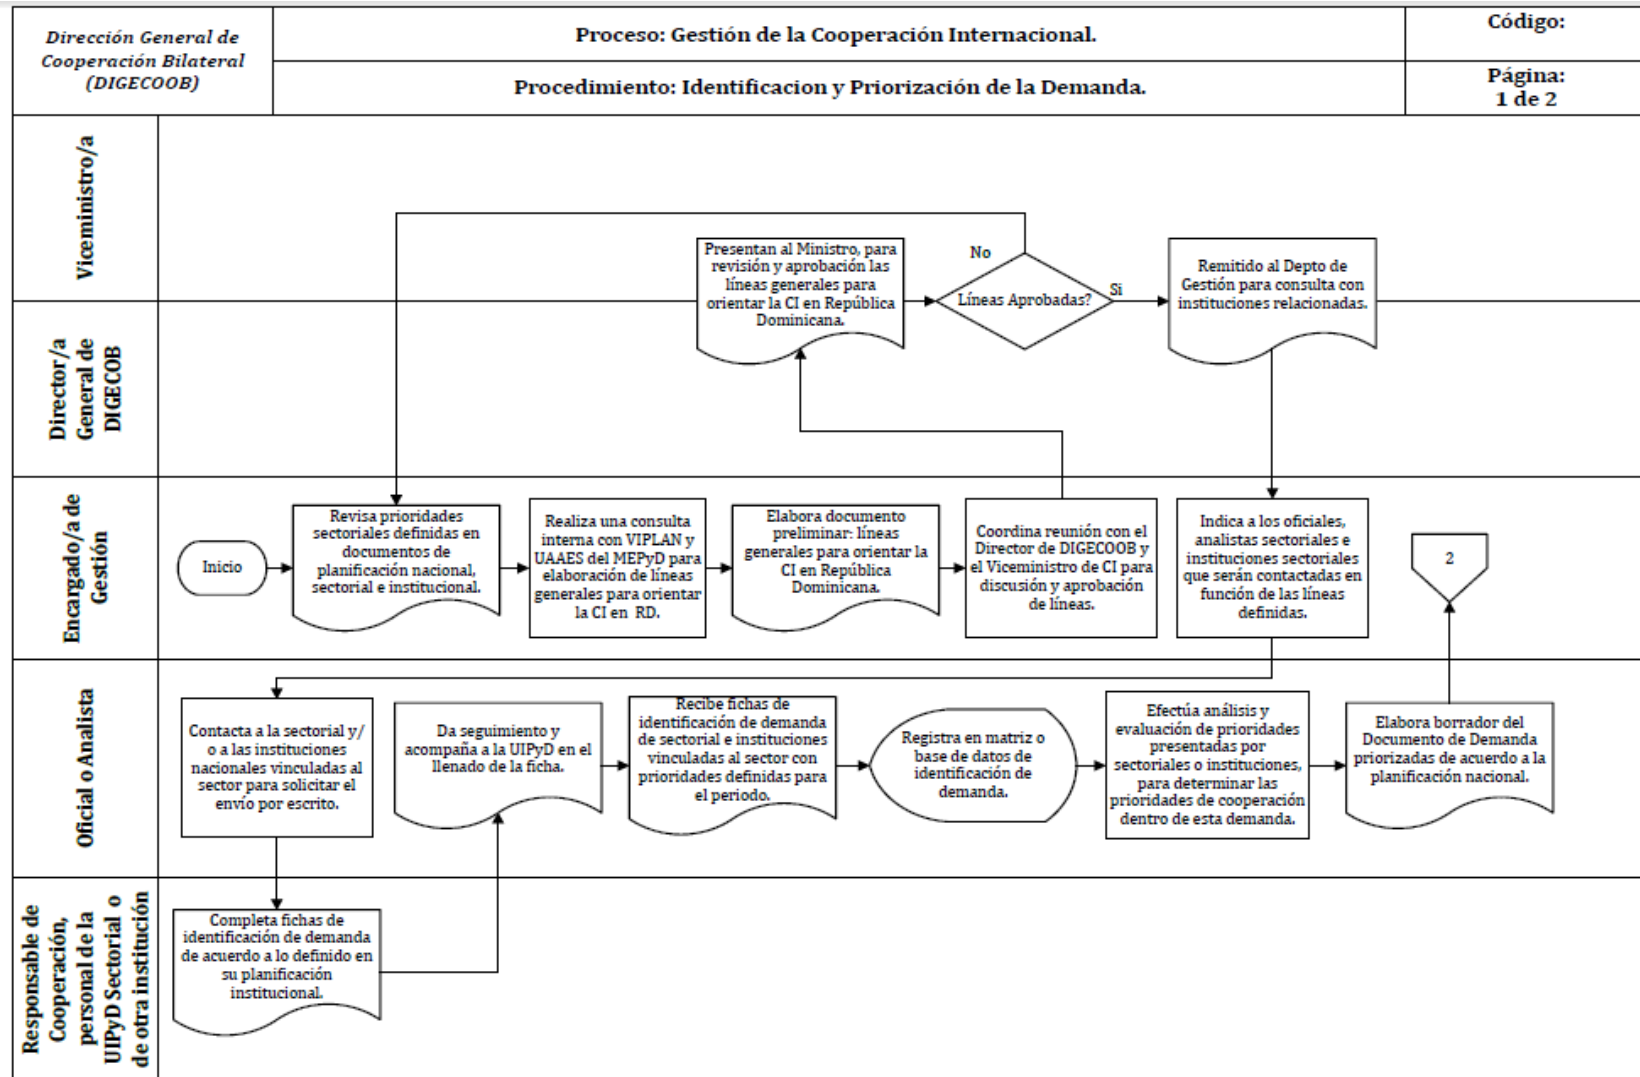 Dirección General de
Cooperación Bilateral
(DIGECOOB)
Proceso: Gestión de la Cooperación Internacional.
Código:
Procedimiento: Identificacion y Priorización de la Demanda.
Página:
1 de 2
Viceministro/a
Presentan al Ministro, para
revisión y aprobación las
líneas generales para
orientar la CI en República
Dominicana.
No
Líneas Aprobadas?
Si
Remitido al Depto de
Gestión para consulta con
instituciones relacionadas.
Director/a
General de
DIGECOB
Encargado/a de
Gestión
Inicio
Revisa prioridades
sectoriales definidas en
documentos de
planificación nacional,
sectorial e institucional.
Realiza una consulta
interna con VIPLAN y
UAAES del MEPyD para
elaboración de líneas
generales para orientar
la CI en RD.
Elabora documento
preliminar: líneas
generales para orientar la
CI en República
Dominicana.
Coordina reunión con el
Director de DIGECOOB y
el Viceministro de CI para
discusión y aprobación
de líneas.
Indica a los oficiales,
analistas sectoriales e
instituciones sectoriales
que serán contactadas en
función de las líneas
definidas.
2
Oficial o Analista
Contacta a la sectorial y/
o a las instituciones
nacionales vinculadas al
sector para solicitar el
envío por escrito.
Da seguimiento y
acompaña a la UIPyD en el
llenado de la ficha.
Recibe fichas de
identificación de demanda
de sectorial e instituciones
vinculadas al sector con
prioridades definidas para
el periodo.
Registra en matriz o
base de datos de
identificación de
demanda.
Efectúa análisis y
evaluación de prioridades
presentadas por
sectoriales o instituciones,
para determinar las
prioridades de cooperación
dentro de esta demanda.
Elabora borrador del
Documento de Demanda
priorizadas de acuerdo a la
planificación nacional.
Responsable de
Cooperación,
personal de la
UIPyD Sectorial o
de otra institución
Completa fichas de
identificación de demanda
de acuerdo a lo definido en
su planificación
institucional.